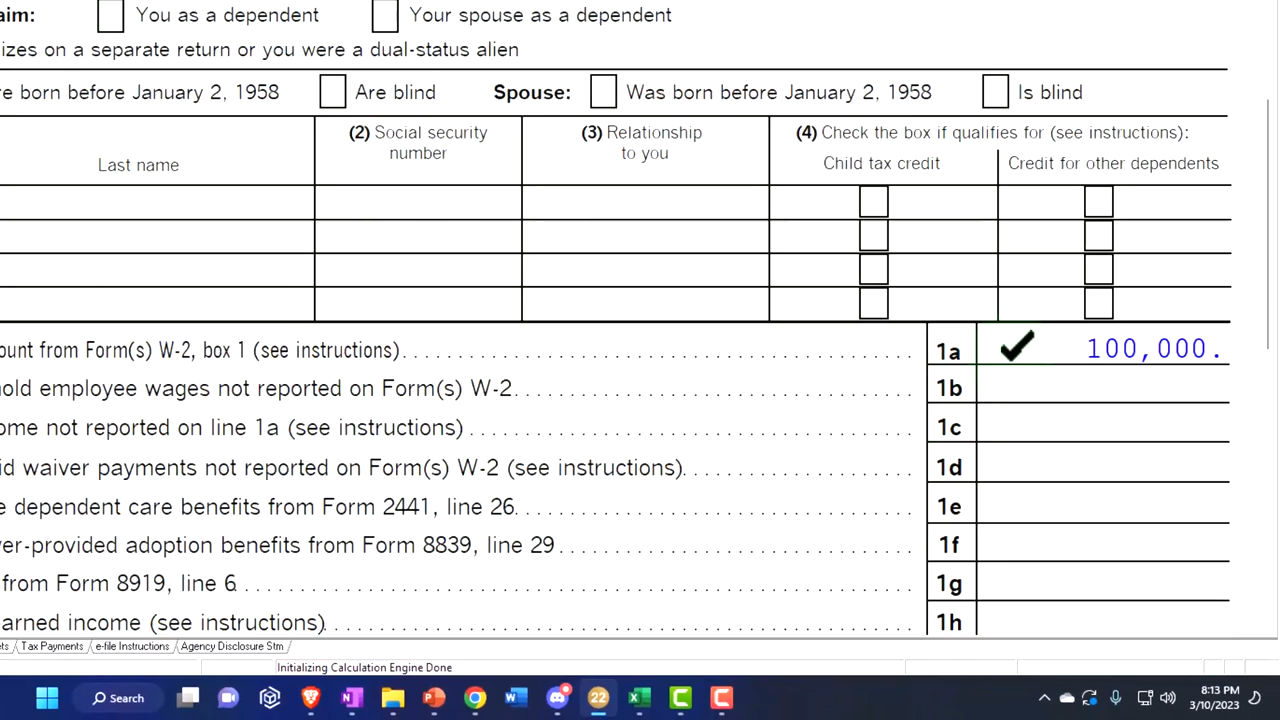 aim: You as a dependent Your spouse as a dependent
izes on a separate return or you were a dual-status alien
re born before January 2, 1958 Are blind Spouse: Was born before January 2, 1958 Is blind
(2) Social security (3) Relationship (4) Check the box if qualifies for (see instructions):
Last name number to you Child tax credit Credit for other dependents
ount from Form(s) W-2, box 1 (see instructions) 1a 100,000.
hold employee wages not reported on Form(s) W-2 1b
ome not reported on line 1a (see instructions) 1c
id waiver payments not reported on Form(s) W-2 (see instructions) 1d
e dependent care benefits from Form 2441, line 26 1e
yer-provided adoption benefits from Form 8839, line 29 1f
from Form 8919, line 6 1g
arned income (see instructions) 1h
ets Tax Payments e-file Instructions Agency Disclosure Stm
Initializing Calculation Engine Done
Search 22 8:13 PM
3/10/2023